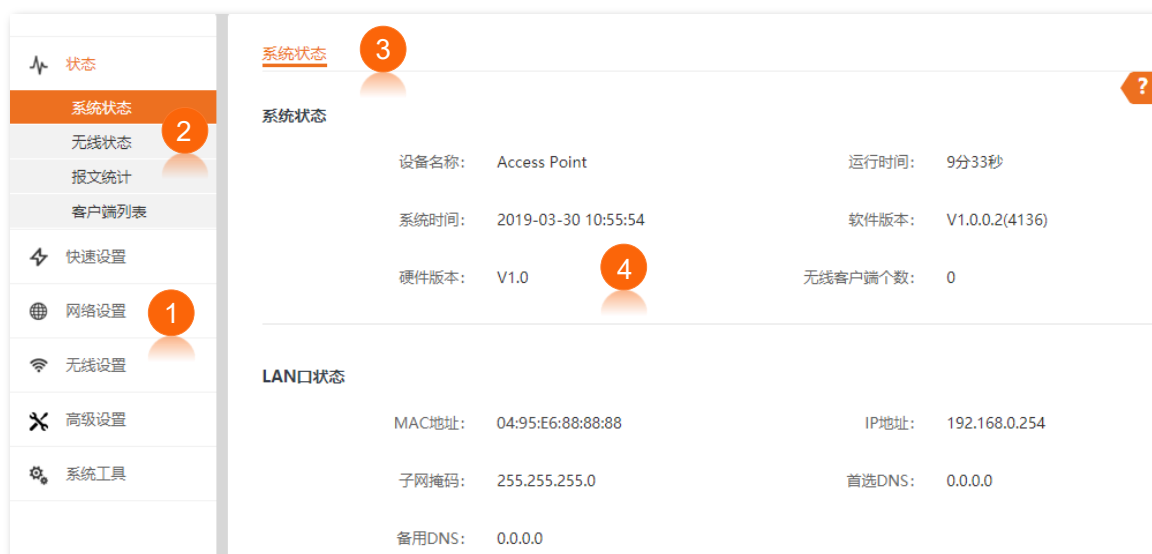 状态
系统状态
2
无线状态
报文统计
客户端列表
快速设置
网络设置
1
无线设置
高级设置
系统工具
系统状态
3
?
系统状态
设备名称： Access Point 运行时间： 9分33秒
系统时间： 2019-03-30 10:55:54 软件版本： V1.0.0.2(4136)
硬件版本： V1.0 4 无线客户端个数： 0
LAN口状态
MAC地址： 04:95:E6:88:88:88 IP地址： 192.168.0.254
子网掩码： 255.255.255.0 首选DNS： 0.0.0.0
备用DNS： 0.0.0.0